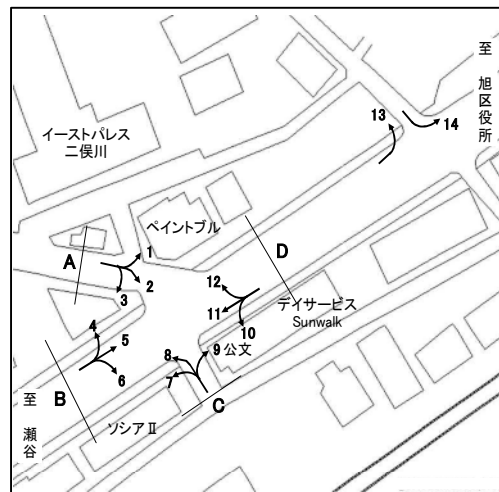 至
旭
区
役
所
13
14
イーストパレス
二俣川
ペイントブル
A
D
1
2
3
12
11
10
デイサービス
Sunwalk
4
5
6
8
9
公文
7
C
B
ソシアⅡ
至
瀬
谷